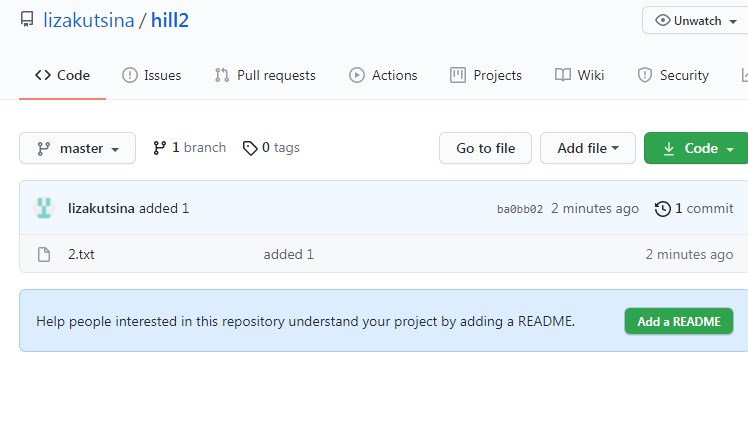 lizakutsina / hill2
Unwatch
Code Issues Pull requests Actions Projects Wiki Security
master 1 branch 0 tags Go to file Add file Code
lizakutsina added 1 ba0bb02 2 minutes ago 1 commit
2.txt added 1 2 minutes ago
Help people interested in this repository understand your project by adding a README. Add a README